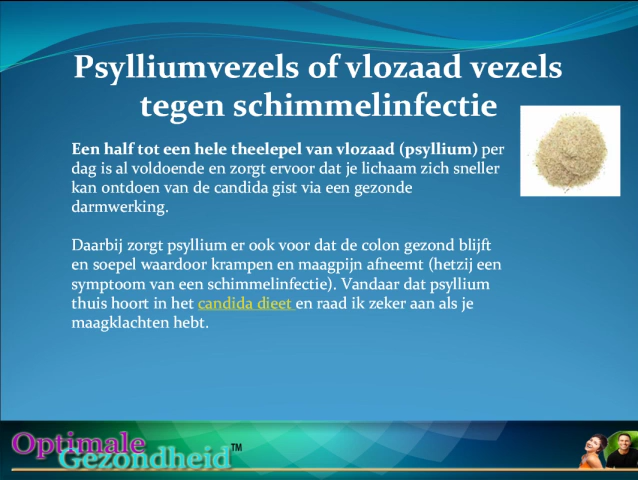 Psylliumvezels of vlozaad vezels
tegen schimmelinfectie
Een half tot een hele theelepel van vlozaad (psyllium) per
dag is al voldoende en zorgt ervoor dat je lichaam zich sneller
kan ontdoen van de candida gist via een gezonde
darmwerking.
Daarbij zorgt psyllium er ook voor dat de colon gezond blijft
en soepel waardoor krampen en maagpijn afneemt (hetzij een
symptoom van een schimmelinfectie). Vandaar dat psyllium
thuis hoort in het candida dieet en raad ik zeker aan als je
maagklachten hebt.
Optimale
Gezondheid™